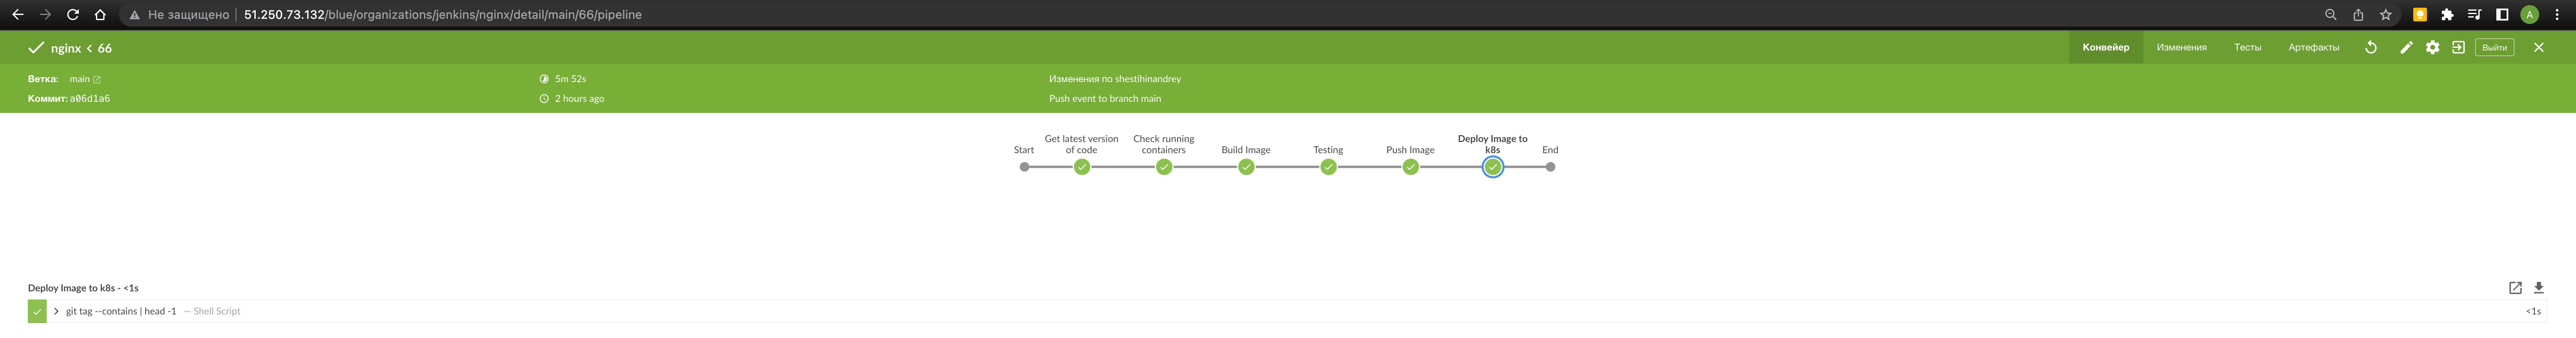 Не защищено | 51.250.73.132/blue/organizations/jenkins/nginx/detail/main/66/pipeline
A
nginx < 66
Конвейер Изменения Тесты Артефакты Выйти
Ветка: main 5m 52s Изменения по shestihinandrey
Коммит: a06d1a6 2 hours ago Push event to branch main
Start
Get latest version of code
Check running containers
Build Image
Testing
Push Image
Deploy Image to k8s
End
Deploy Image to k8s - <1s
git tag --contains | head -1 — Shell Script <1s